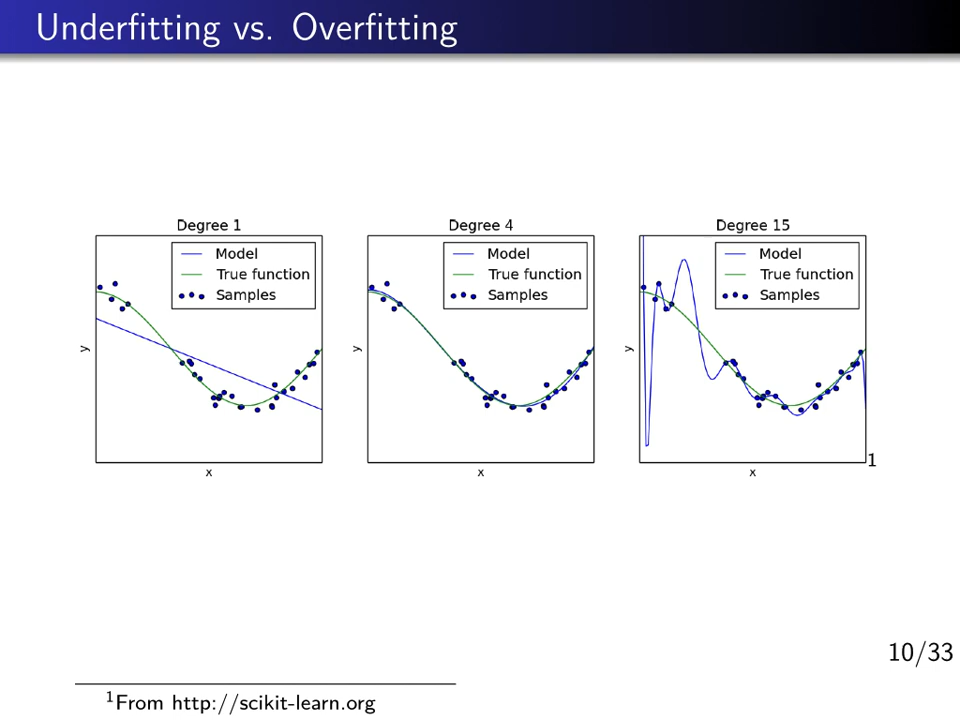 Underfitting vs. Overfitting
Degree 1
Model
True function
Samples
y
x
Degree 4
Model
True function
Samples
y
x
Degree 15
Model
True function
Samples
y
x
1
10/33
1From http://scikit-learn.org